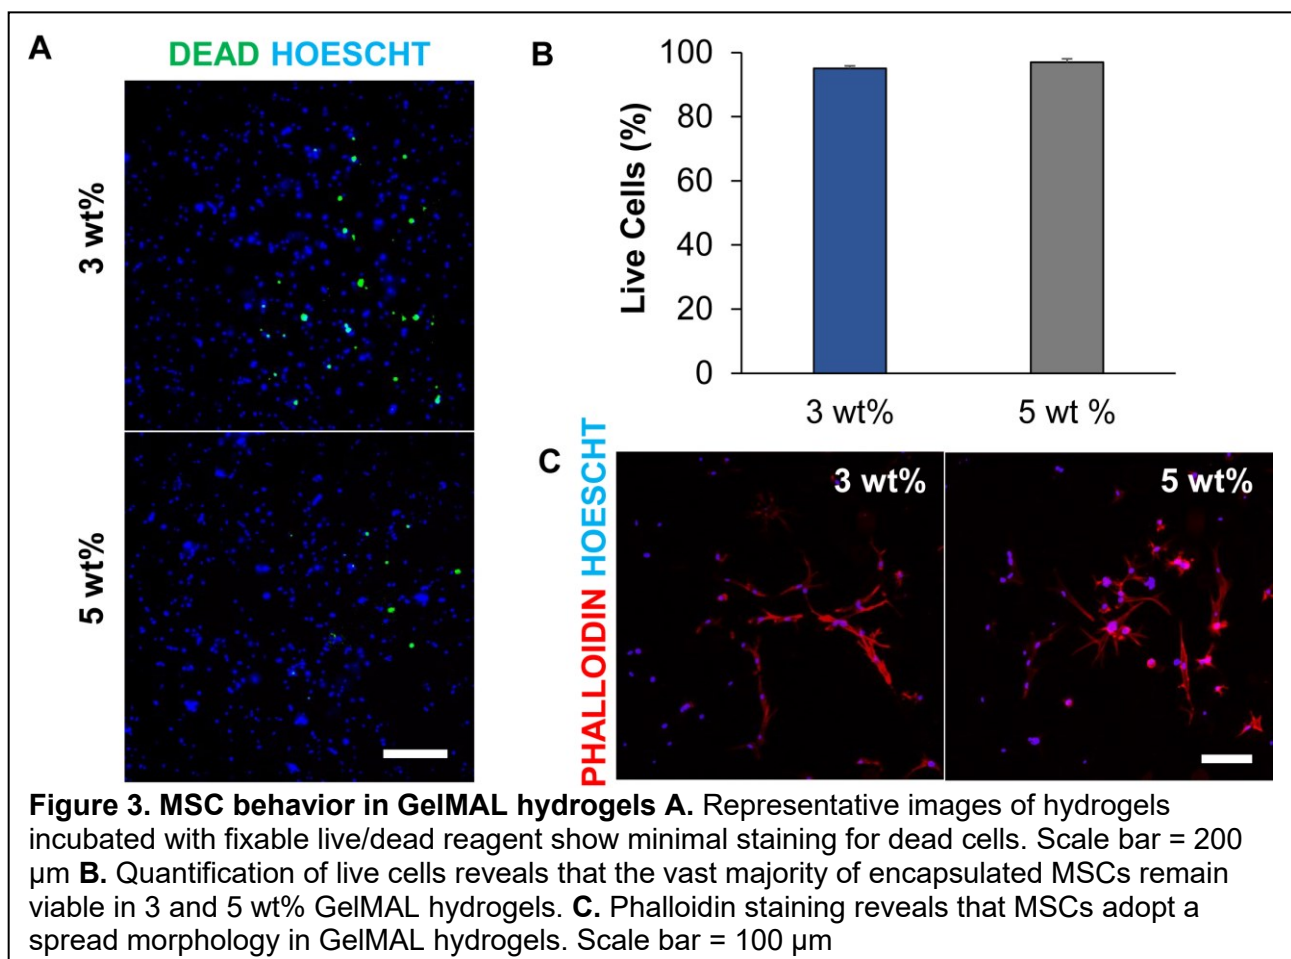 A
DEAD HOESCHT
3 wt%
5 wt%
B
Live Cells (%)
100
80
60
40
20
0
3 wt%
5 wt %
C
PHALLOIDIN HOESCHT
3 wt%
5 wt%
Figure 3. MSC behavior in GelMAL hydrogels A. Representative images of hydrogels
incubated with fixable live/dead reagent show minimal staining for dead cells. Scale bar = 200
µm B. Quantification of live cells reveals that the vast majority of encapsulated MSCs remain
viable in 3 and 5 wt% GelMAL hydrogels. C. Phalloidin staining reveals that MSCs adopt a
spread morphology in GelMAL hydrogels. Scale bar = 100 µm